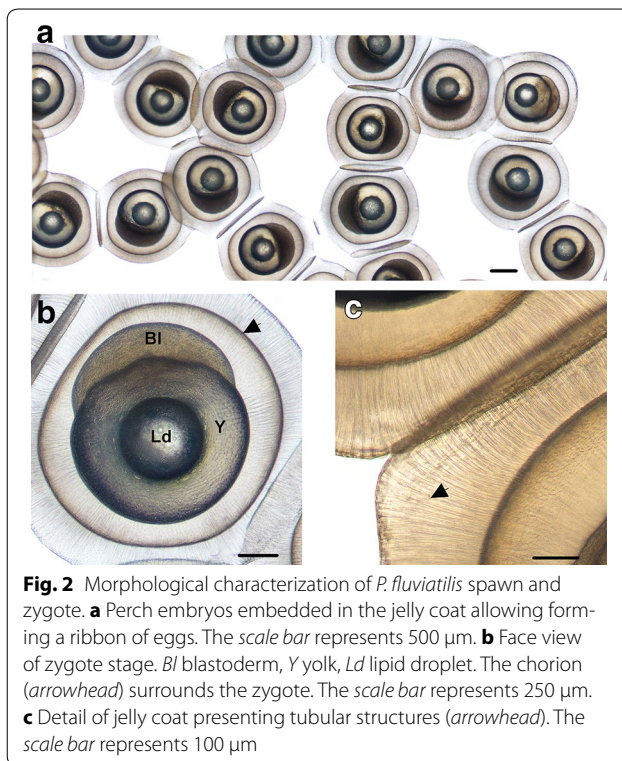 a
b
Bl
Ld
Y
c
Fig. 2 Morphological characterization of P. fluviatilis spawn and
zygote. a Perch embryos embedded in the jelly coat allowing form-
ing a ribbon of eggs. The scale bar represents 500 μm. b Face view
of zygote stage. Bl blastoderm, Y yolk, Ld lipid droplet. The chorion
(arrowhead) surrounds the zygote. The scale bar represents 250 μm.
c Detail of jelly coat presenting tubular structures (arrowhead). The
scale bar represents 100 μm